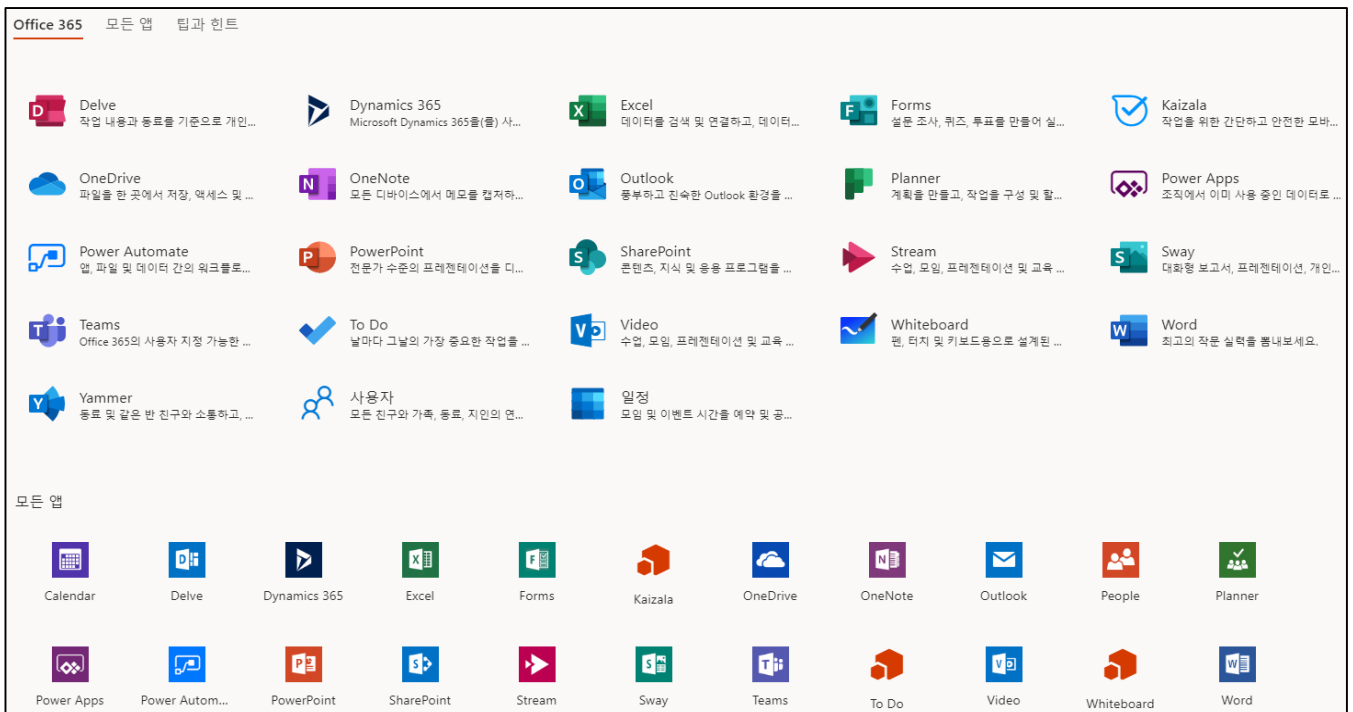 Office 365 모든 앱 팁과 힌트
Delve
작업 내용과 동료를 기준으로 개인...
Dynamics 365
Microsoft Dynamics 365을(를) 사...
Excel
데이터를 검색 및 연결하고, 데이터...
Forms
설문 조사, 퀴즈, 투표를 만들어 실...
Kaizala
작업을 위한 간단하고 안전한 모바...
OneDrive
파일을 한 곳에서 저장, 액세스 및 ...
OneNote
모든 디바이스에서 메모를 캡처하...
Outlook
풍부하고 친숙한 Outlook 환경을 ...
Planner
계획을 만들고, 작업을 구성 및 할...
Power Apps
조직에서 이미 사용 중인 데이터로 ...
Power Automate
앱, 파일 및 데이터 간의 워크플로...
PowerPoint
전문가 수준의 프레젠테이션을 디...
SharePoint
콘텐츠, 지식 및 응용 프로그램을 ...
Stream
수업, 모임, 프레젠테이션 및 교육 ...
Sway
대화형 보고서, 프레젠테이션, 개인...
Teams
Office 365의 사용자 지정 가능한 ...
To Do
날마다 그날의 가장 중요한 작업을 ...
Video
수업, 모임, 프레젠테이션 및 교육 ...
Whiteboard
펜, 터치 및 키보드용으로 설계된 ...
Word
최고의 작문 실력을 뽐내보세요.
Yammer
동료 및 같은 반 친구와 소통하고, ...
사용자
모든 친구와 가족, 동료, 지인의 연...
일정
모임 및 이벤트 시간을 예약 및 공...
모든 앱
Calendar Delve Dynamics 365 Excel Forms Kaizala OneDrive OneNote Outlook People Planner
Power Apps Power Autom... PowerPoint SharePoint Stream Sway Teams To Do Video Whiteboard Word